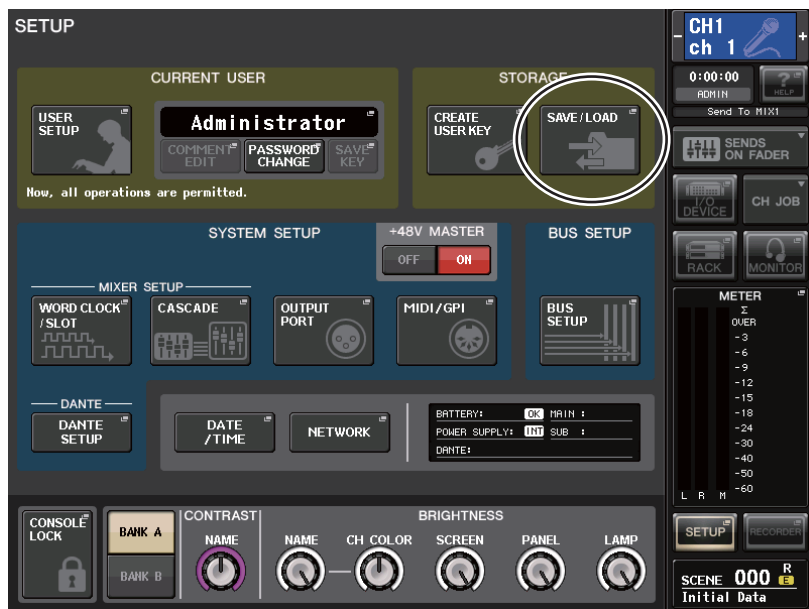 SETUP
CURRENT USER
USER
SETUP
Administrator
COMMENT
EDIT
PASSWORD
CHANGE
SAVE
KEY
Now, all operations are permitted.
STORAGE
CREATE
USER KEY
SAVE/LOAD
SYSTEM SETUP
+48V MASTER
OFF
ON
MIXER SETUP
WORD CLOCK
/SLOT
CASCADE
OUTPUT
PORT
MIDI/GPI
BUS SETUP
BUS
SETUP
DANTE
DANTE
SETUP
DATE
/TIME
NETWORK
BATTERY: OK MAIN :
POWER SUPPLY: INT SUB :
DANTE:
CONSOLE
LOCK
BANK A
BANK B
CONTRAST
NAME
BRIGHTNESS
NAME
CH COLOR
SCREEN
PANEL
LAMP
- CH1 +
ch 1
0:00:00
ADMIN
?
HELP
Send To MIX1
SENDS
ON FADER
I/O
DEVICE
CH JOB
RACK
MONITOR
METER
Σ
OVER
-3
-6
-9
-12
-15
-18
-24
-30
-40
-50
-60
L R M
SETUP
RECORDER
SCENE 000 R
E
Initial Data